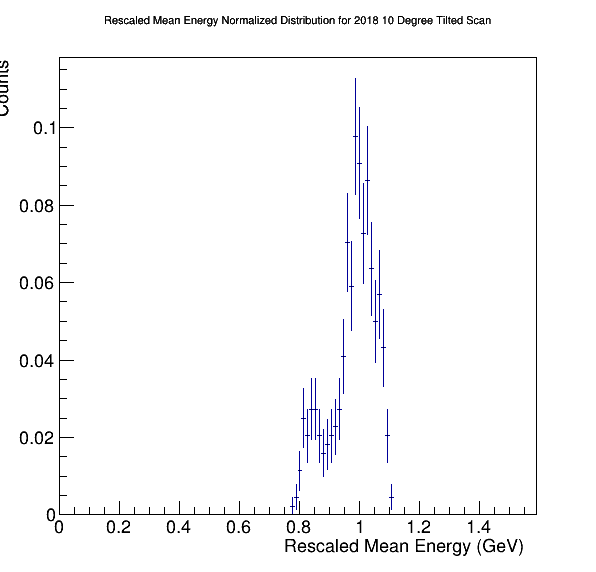 Rescaled Mean Energy Normalized Distribution for 2018 10 Degree Tilted Scan
Counts
0.1
0.08
0.06
0.04
0.02
0
0 0.2 0.4 0.6 0.8 1 1.2 1.4
Rescaled Mean Energy (GeV)